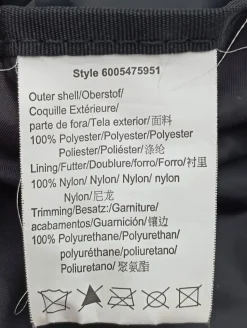 Style 6005475951
Outer shell/Oberstof/
Coquille Extérieure/
parte de fora/Tela exterior/面料
100% Polyester/Polyester/Polyester
Poliester/Poliéster/涤纶
Lining/Futter/Doublure/forro/Forro/衬里
100% Nylon/ Nylon/ Nylon/ nylon
Nylon/尼龙
Trimming/Besatz:/Garniture/
acabamentos/Guarnición/镶边
100% Polyurethane/Polyurethan/
polyuréthane/poliuretano/
Poliuretano/ 聚氨酯